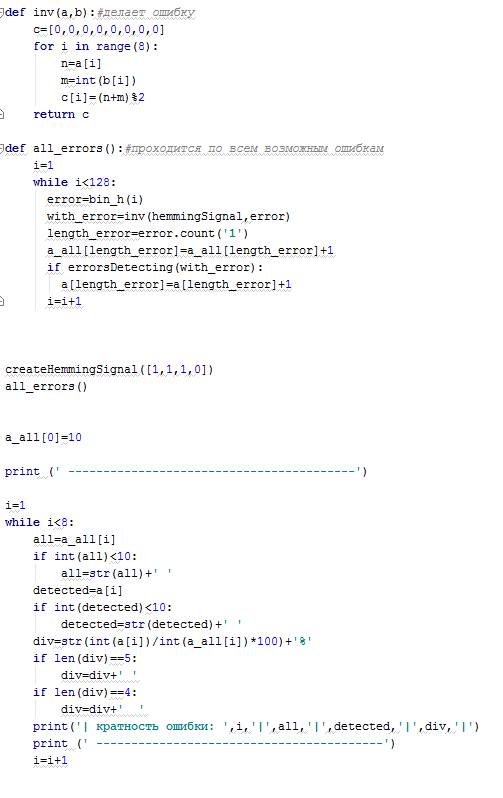 def inv(a,b):#делает ошибку
    c=[0,0,0,0,0,0,0,0]
    for i in range(8):
        n=a[i]
        m=int(b[i])
        c[i]=(n+m)%2
    return c
def all_errors():#проходится по всем возможным ошибкам
    i=1
    while i<128:
      error=bin_h(i)
      with_error=inv(hemmingSignal,error)
      length_error=error.count('1')
      a_all[length_error]=a_all[length_error]+1
      if errorsDetecting(with_error):
        a[length_error]=a[length_error]+1
      i=i+1
createHemmingSignal([1,1,1,0])
all_errors()
a_all[0]=10
print (' -----------------------------------------')
i=1
while i<8:
    all=a_all[i]
    if int(all)<10:
        all=str(all)+' '
    detected=a[i]
    if int(detected)<10:
        detected=str(detected)+' '
    div=str(int(a[i])/int(a_all[i])*100)+'%'
    if len(div)==5:
        div=div+' '
    if len(div)==4:
        div=div+'  '
    print('| кратность ошибки: ',i,'|',all,'|',detected,'|',div,'|')
    print (' -----------------------------------------')
    i=i+1